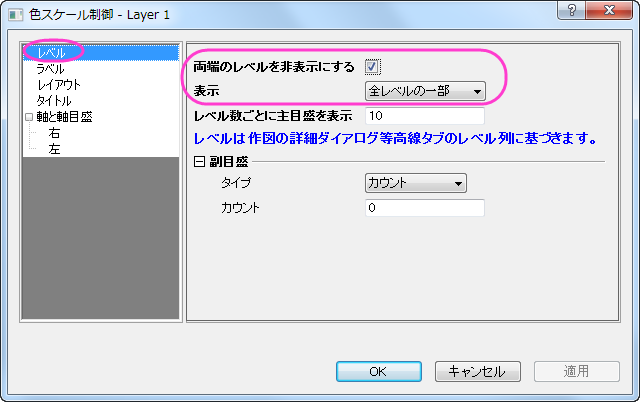 色スケール制御 - Layer 1
レベル
ラベル
レイアウト
タイトル
軸と軸目盛
右
左
両端のレベルを非表示にする
表示 全レベルの一部
レベル数ごとに主目盛を表示 10
レベルは作図の詳細ダイアログ等高線タブのレベル列に基づきます。
副目盛
タイプ カウント
カウント 0
OK キャンセル 適用